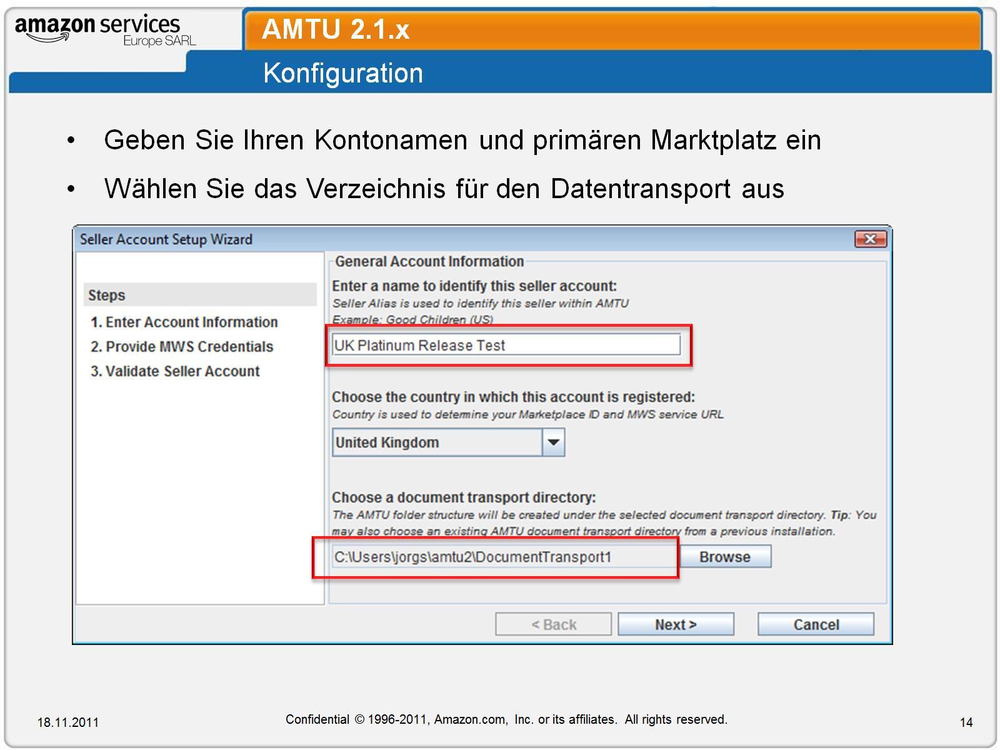 amazon services
Europe SARL
AMTU 2.1.x
Konfiguration
• Geben Sie Ihren Kontonamen und primären Marktplatz ein
• Wählen Sie das Verzeichnis für den Datentransport aus
Seller Account Setup Wizard
Steps
1. Enter Account Information
2. Provide MWS Credentials
3. Validate Seller Account
General Account Information
Enter a name to identify this seller account:
Seller Alias is used to identify this seller within AMTU
Example: Good Children (US)
UK Platinum Release Test
Choose the country in which this account is registered:
Country is used to determine your Marketplace ID and MWS service URL
United Kingdom
Choose a document transport directory:
The AMTU folder structure will be created under the selected document transport directory. Tip: You
may also choose an existing AMTU document transport directory from a previous installation.
C:\Users\jorgs\amtu2\DocumentTransport1
Browse
< Back
Next >
Cancel
18.11.2011
Confidential © 1996-2011, Amazon.com, Inc. or its affiliates. All rights reserved.
14